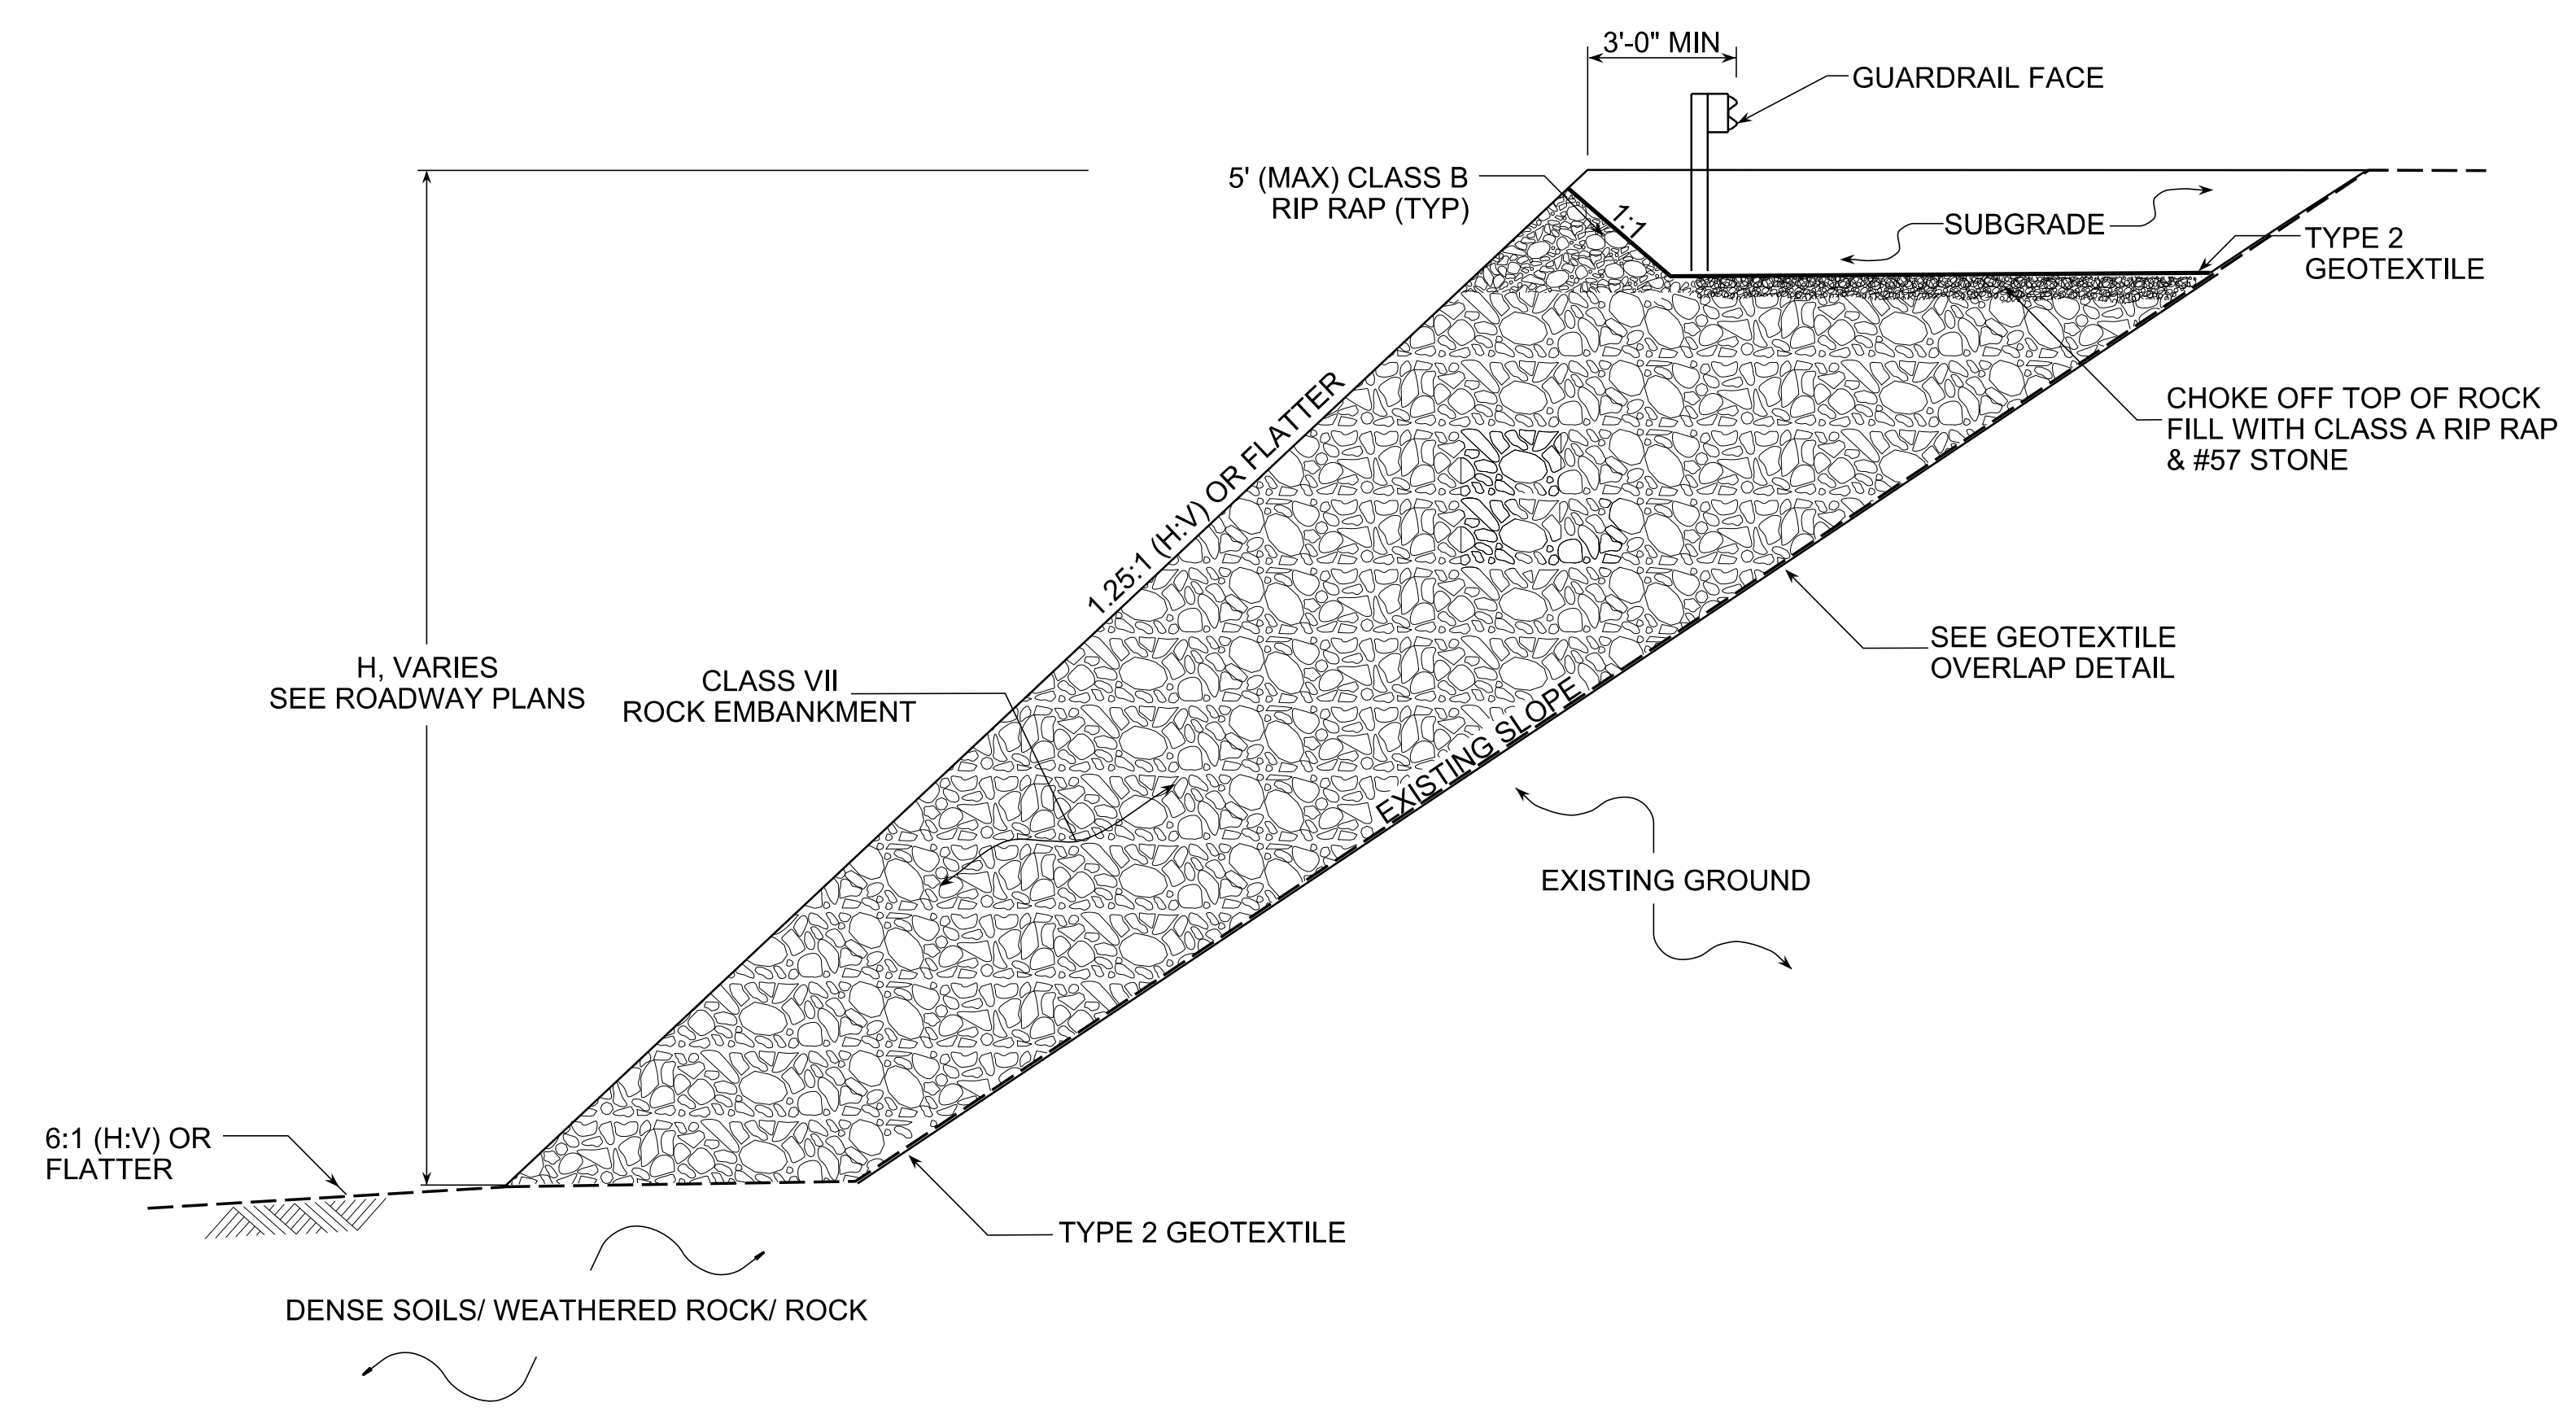 3'-0" MIN
GUARDRAIL FACE
5' (MAX) CLASS B
RIP RAP (TYP)
1:1
SUBGRADE
TYPE 2
GEOTEXTILE
CHOKE OFF TOP OF ROCK
FILL WITH CLASS A RIP RAP
& #57 STONE
1.25:1 (H:V) OR FLATTER
H, VARIES
SEE ROADWAY PLANS
CLASS VII
ROCK EMBANKMENT
SEE GEOTEXTILE
OVERLAP DETAIL
EXISTING SLOPE
EXISTING GROUND
6:1 (H:V) OR
FLATTER
TYPE 2 GEOTEXTILE
DENSE SOILS/ WEATHERED ROCK/ ROCK